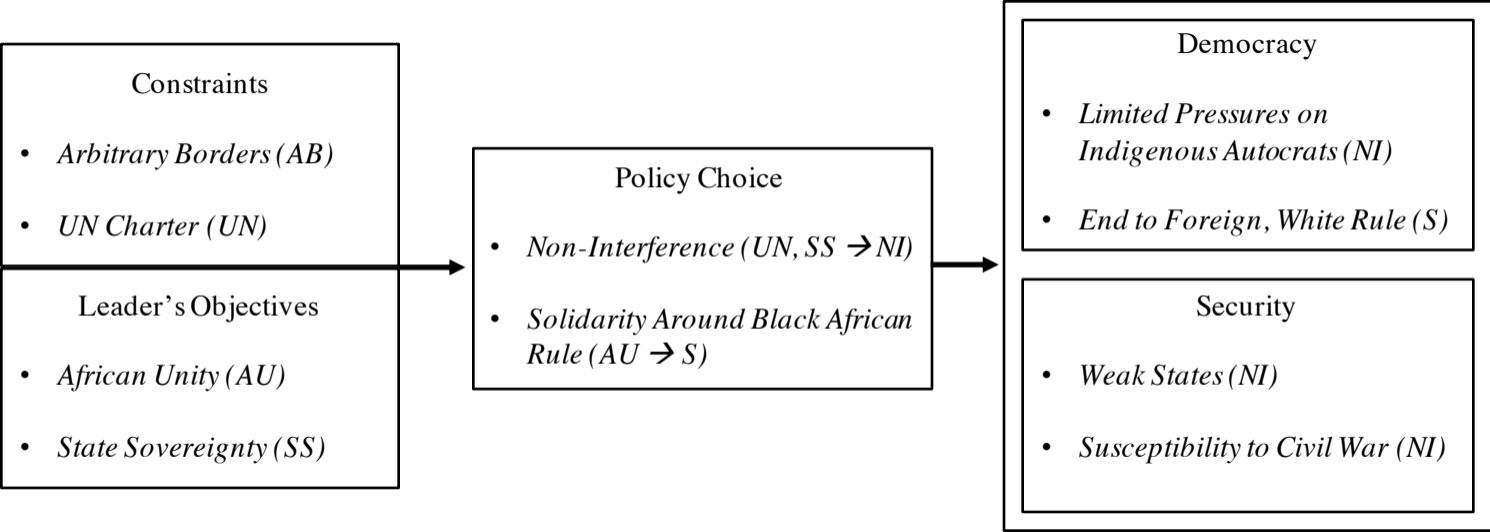 Constraints
• Arbitrary Borders (AB)
• UN Charter (UN)
Leader's Objectives
• African Unity (AU)
• State Sovereignty (SS)
Policy Choice
• Non-Interference (UN, SS → NI)
• Solidarity Around Black African
Rule (AU → S)
Democracy
• Limited Pressures on
Indigenous Autocrats (NI)
• End to Foreign, White Rule (S)
Security
• Weak States (NI)
• Susceptibility to Civil War (NI)